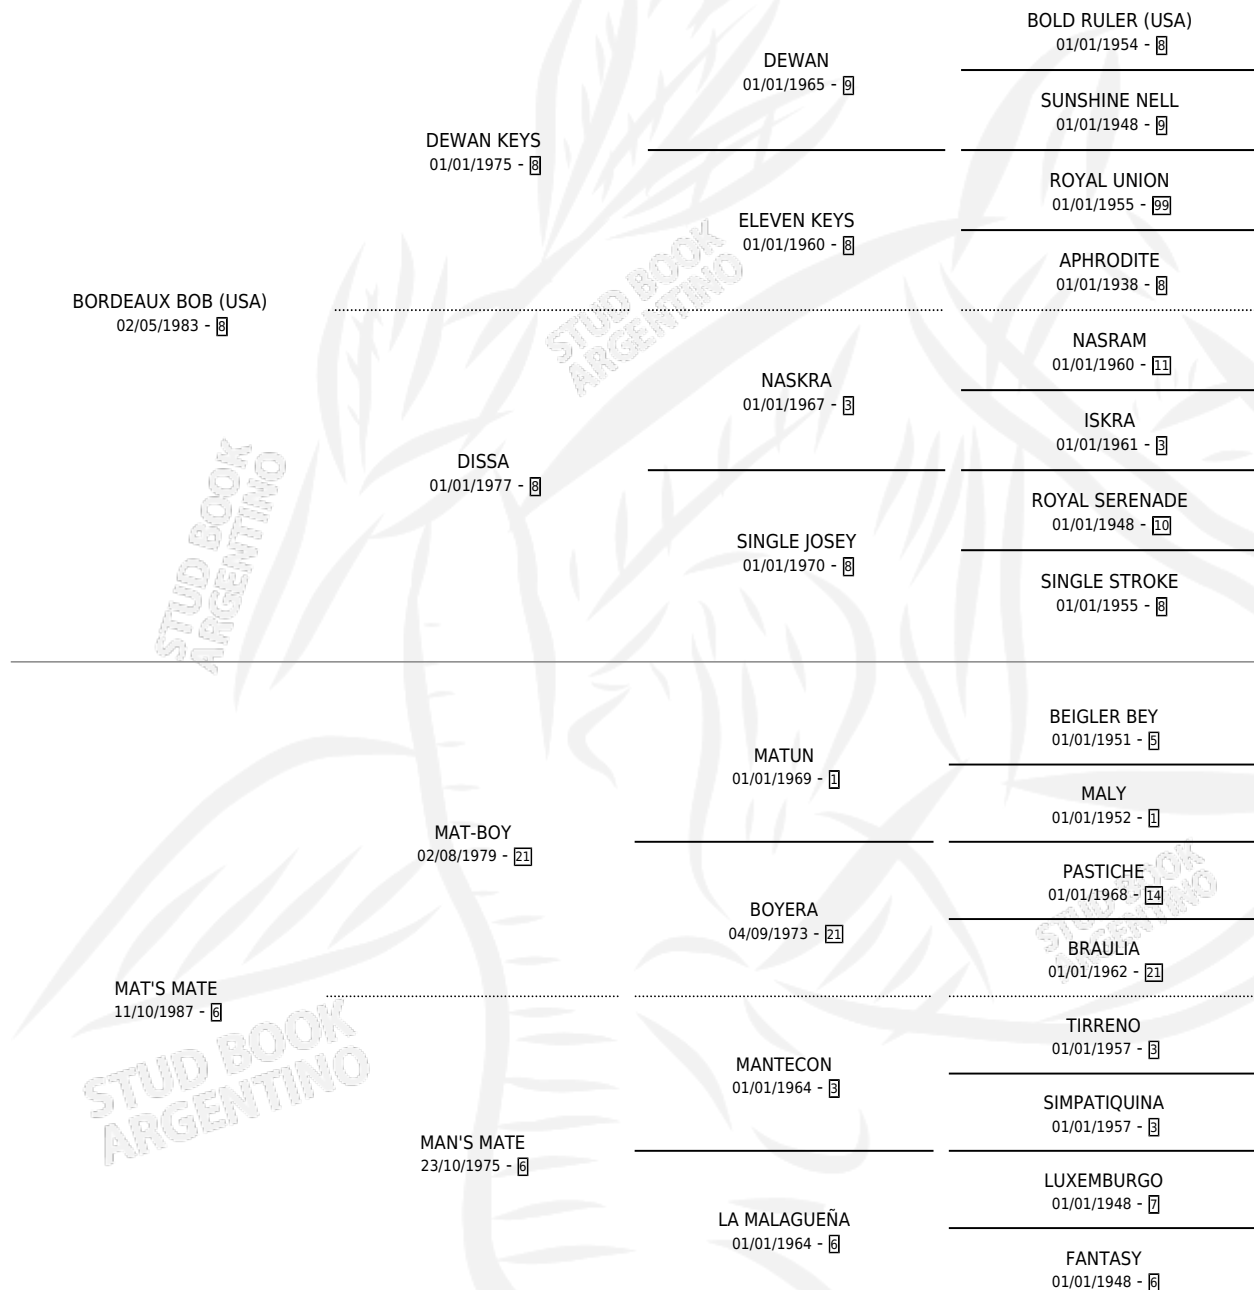 BOLD RULER (USA)
01/01/1954 - 8
DEWAN
01/01/1965 - 9
SUNSHINE NELL
01/01/1948 - 9
DEWAN KEYS
01/01/1975 - 8
ROYAL UNION
01/01/1955 - 99
ELEVEN KEYS
01/01/1960 - 8
APHRODITE
01/01/1938 - 8
BORDEAUX BOB (USA)
02/05/1983 - 8
STUD BOOK
ARGENTINO
NASRAM
01/01/1960 - 11
NASKRA
01/01/1967 - 3
ISKRA
01/01/1961 - 3
DISSA
01/01/1977 - 8
ROYAL SERENADE
01/01/1948 - 10
SINGLE JOSEY
01/01/1970 - 8
SINGLE STROKE
01/01/1955 - 8
STUD BOOK
ARGENTINO
BEIGLER BEY
01/01/1951 - 5
MATUN
01/01/1969 - 1
MALY
01/01/1952 - 1
MAT-BOY
02/08/1979 - 21
PASTICHE
01/01/1968 - 14
BOYERA
04/09/1973 - 21
STUD BOOK
ARGENTINO
BRAULIA
01/01/1962 - 21
MAT'S MATE
11/10/1987 - 6
STUD BOOK
ARGENTINO
TIRRENO
01/01/1957 - 3
MANTECON
01/01/1964 - 3
SIMPATIQUINA
01/01/1957 - 3
MAN'S MATE
23/10/1975 - 6
LUXEMBURGO
01/01/1948 - 7
LA MALAGUEÑA
01/01/1964 - 6
FANTASY
01/01/1948 - 6